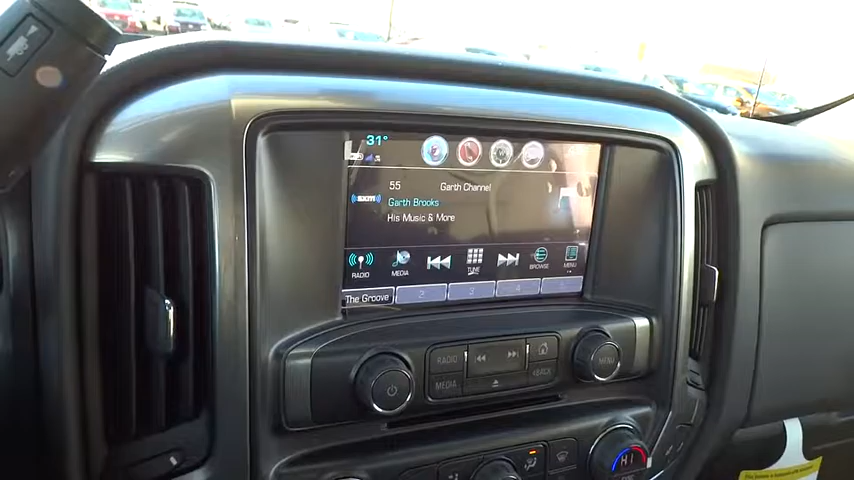 31°
55 Garth Channel
SXM Garth Brooks
His Music & More
RADIO MEDIA TUNE BROWSE MENU
The Groove 2 3 4
RADIO MENU
MEDIA BACK
HI